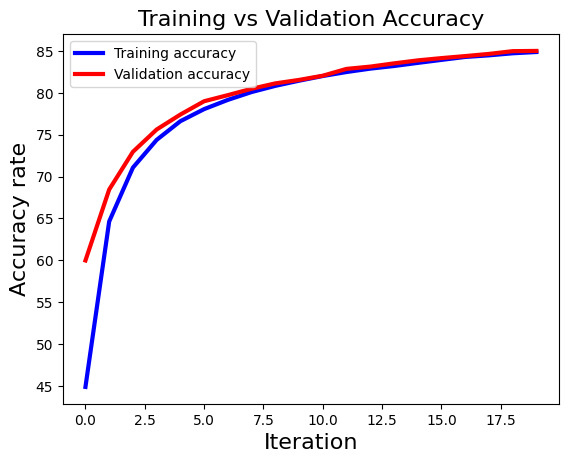 Training vs Validation Accuracy
Training accuracy
Validation accuracy
85
80
75
70
65
60
55
50
45
Accuracy rate
0.0 2.5 5.0 7.5 10.0 12.5 15.0 17.5
Iteration